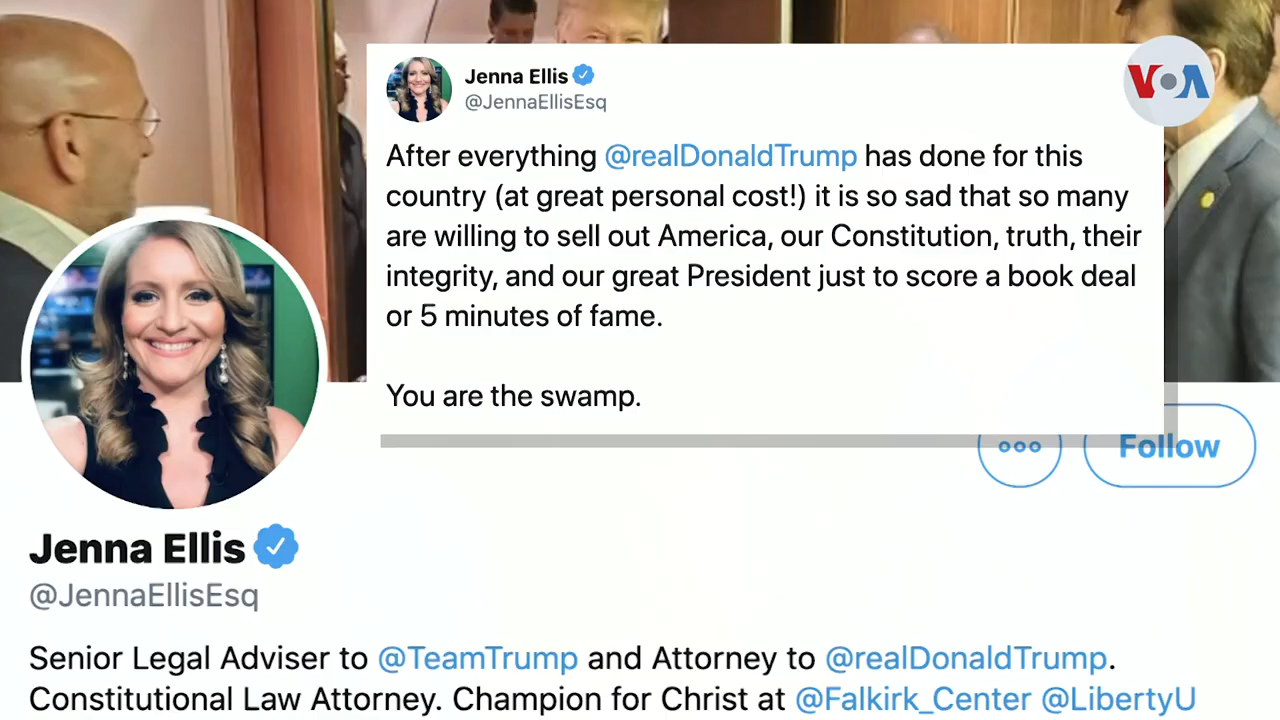 Jenna Ellis
@JennaEllisEsq
VOA
After everything @realDonaldTrump has done for this
country (at great personal cost!) it is so sad that so many
are willing to sell out America, our Constitution, truth, their
integrity, and our great President just to score a book deal
or 5 minutes of fame.
You are the swamp.
Follow
Jenna Ellis
@JennaEllisEsq
Senior Legal Adviser to @TeamTrump and Attorney to @realDonaldTrump.
Constitutional Law Attorney. Champion for Christ at @Falkirk_Center @LibertyU